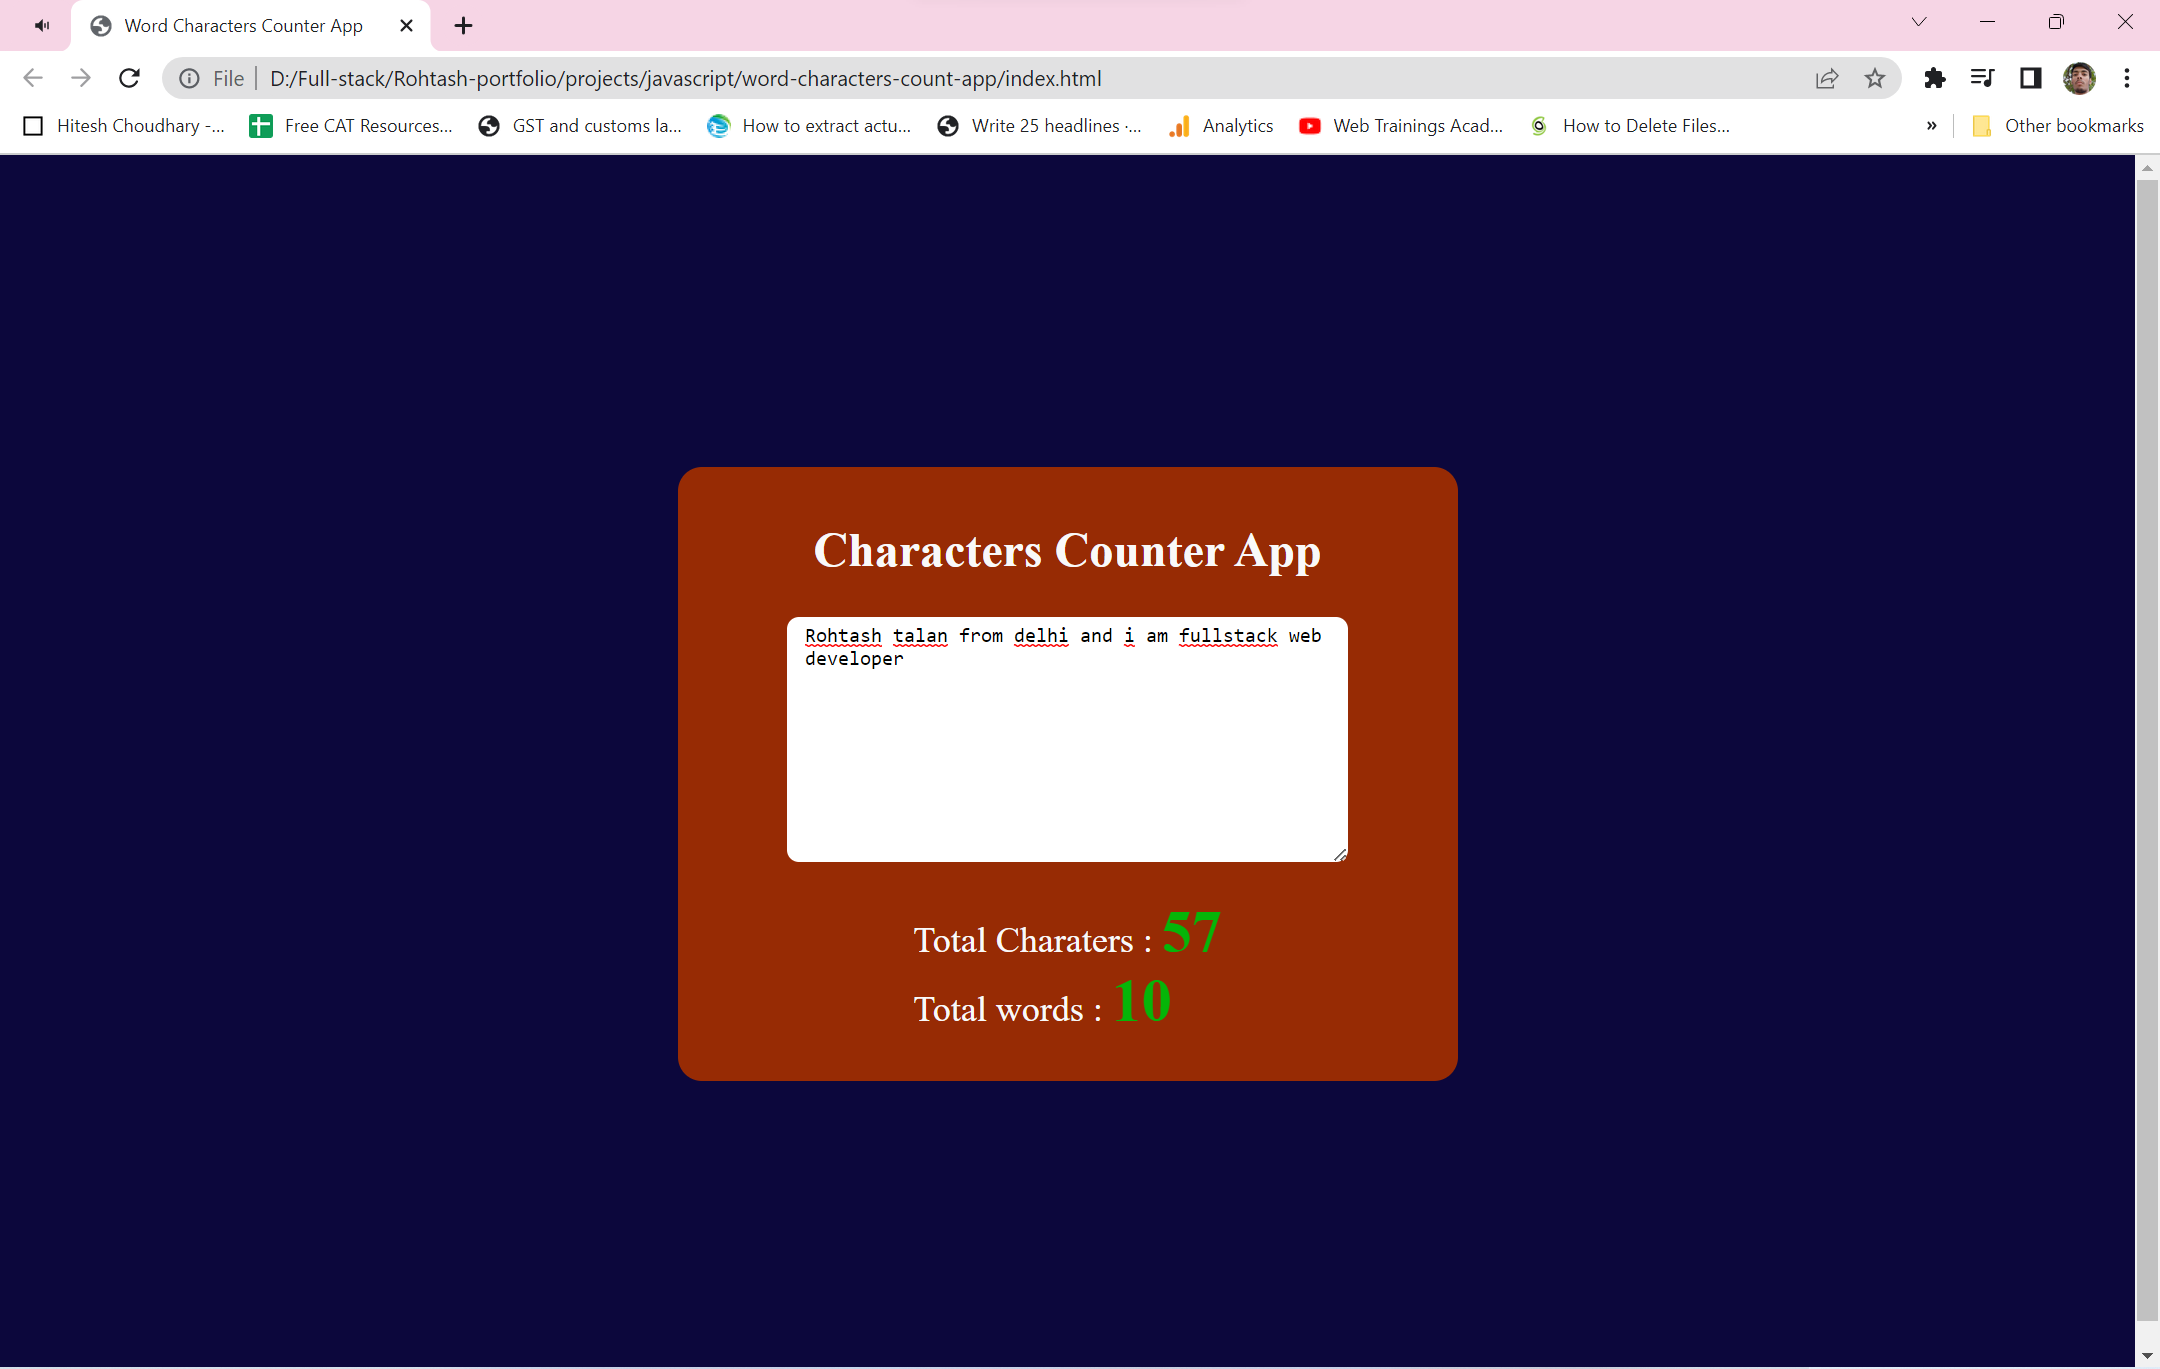 Word Characters Counter App
File
D:/Full-stack/Rohtash-portfolio/projects/javascript/word-characters-count-app/index.html
Hitesh Choudhary -...
Free CAT Resources...
GST and customs la...
How to extract actu...
Write 25 headlines ·...
Analytics
Web Trainings Acad...
How to Delete Files...
»
Other bookmarks
Characters Counter App
Rohtash talan from delhi and i am fullstack web
developer
Total Charaters : 57
Total words : 10